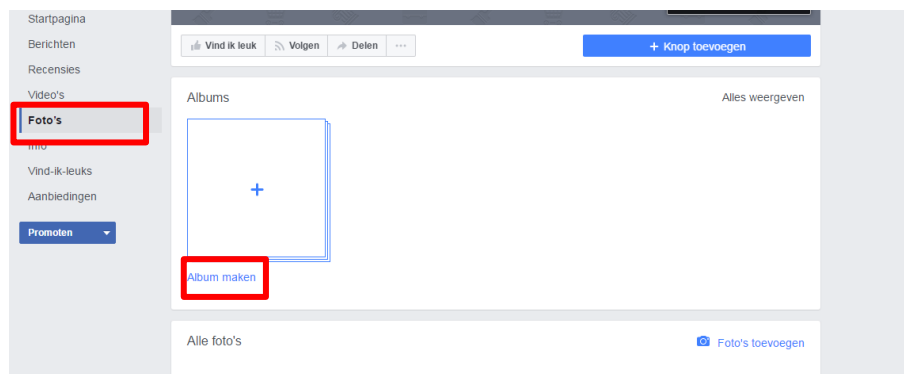 Startpagina
Berichten
Recensies
Video's
Foto's
Info
Vind-ik-leuks
Aanbiedingen
Promoten
Vind ik leuk Volgen Delen ...
+ Knop toevoegen
Albums Alles weergeven
+
Album maken
Alle foto's Foto's toevoegen